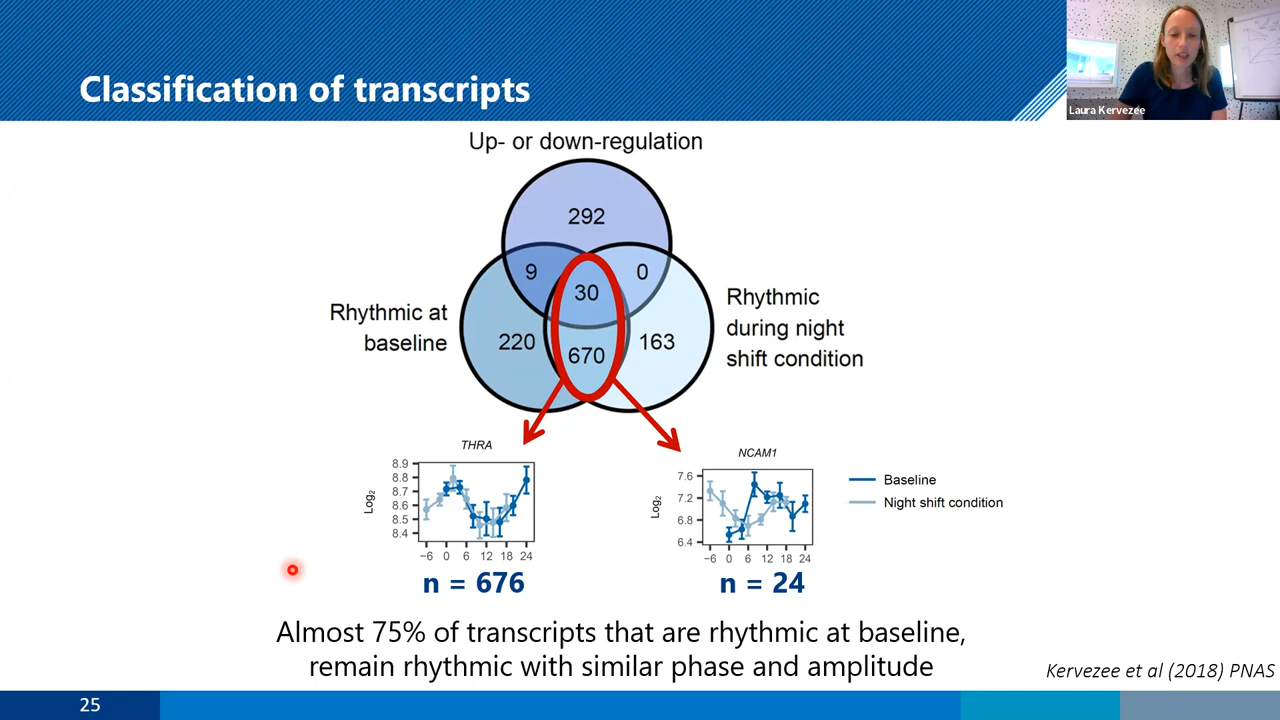 Classification of transcripts
Laura Kervezee
Up- or down-regulation
292
9
0
30
Rhythmic at
baseline
Rhythmic
during night
shift condition
220
670
163
THRA
8.9
8.8
8.7
8.6
8.5
8.4
Log₂
−6 0 6 12 18 24
n = 676
NCAM1
7.6
7.2
6.8
6.4
Log₂
−6 0 6 12 18 24
n = 24
Baseline
Night shift condition
Almost 75% of transcripts that are rhythmic at baseline,
remain rhythmic with similar phase and amplitude
Kervezee et al (2018) PNAS
25